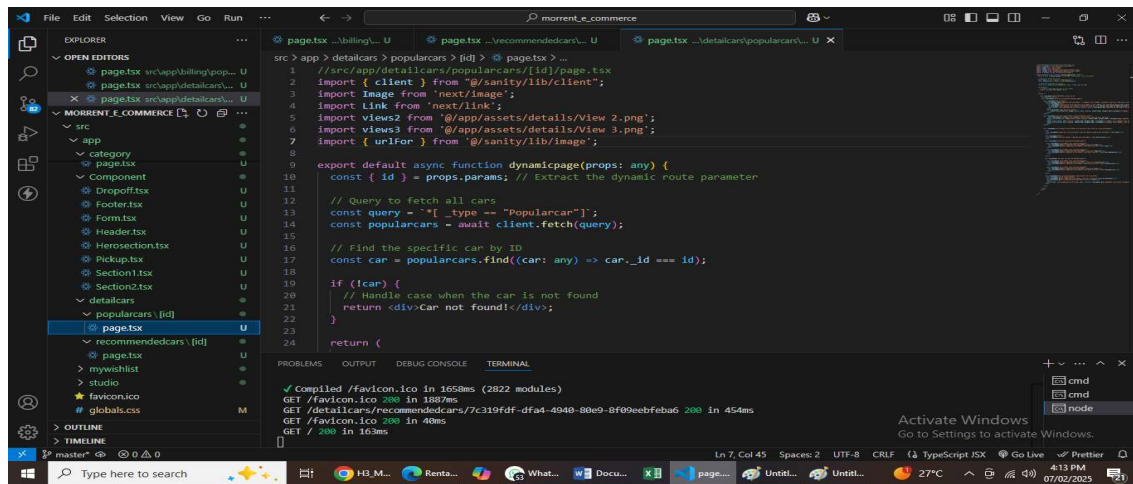 File Edit Selection View Go Run ··· morrent_e_commerce
EXPLORER ···
OPEN EDITORS
page.tsx src\app\billing\pop... U
page.tsx src\app\detailcars\... U
page.tsx src\app\detailcars\... U
MORRENT_E_COMMERCE
src
app
category
page.tsx U
Component
Dropoff.tsx U
Footer.tsx U
Form.tsx U
Header.tsx U
Herosection.tsx U
Pickup.tsx U
Section1.tsx U
Section2.tsx U
detailcars
popularcars \ [id]
page.tsx U
recommendedcars \ [id]
page.tsx U
mywishlist
studio
favicon.ico
# globals.css M
OUTLINE
TIMELINE
82
page.tsx ...\billing\... U page.tsx ...\recommendedcars\... U page.tsx ...\detailcars\popularcars\... U
src > app > detailcars > popularcars > [id] > page.tsx > ...
1 //src/app/detailcars/popularcars/[id]/page.tsx
2 import { client } from "@/sanity/lib/client";
3 import Image from 'next/image';
4 import Link from 'next/link';
5 import views2 from '@/app/assets/details/View 2.png';
6 import views3 from '@/app/assets/details/View 3.png';
7 import { urlFor } from '@/sanity/lib/image';
8
9 export default async function dynamicpage(props: any) {
10 const { id } = props.params; // Extract the dynamic route parameter
11
12 // Query to fetch all cars
13 const query = `*[ _type == "Popularcar"]`;
14 const popularcars = await client.fetch(query);
15
16 // Find the specific car by ID
17 const car = popularcars.find((car: any) => car._id === id);
18
19 if (!car) {
20 // Handle case when the car is not found
21 return <div>Car not found!</div>;
22 }
23
24 return (
PROBLEMS OUTPUT DEBUG CONSOLE TERMINAL
✓ Compiled /favicon.ico in 1658ms (2822 modules)
GET /favicon.ico 200 in 1887ms
GET /detailcars/recommendedcars/7c319fdf-dfa4-4940-80e9-8f09eebfeba6 200 in 454ms
GET /favicon.ico 200 in 40ms
GET / 200 in 163ms
cmd
cmd
node
Activate Windows
Go to Settings to activate Windows.
master* 0 0 Ln 7, Col 45 Spaces: 2 UTF-8 CRLF TypeScript JSX Go Live Prettier
Type here to search H3_M... Renta... What... Docu... page.... Untitl... Untitl... 27°C 4:13 PM
07/02/2025
21